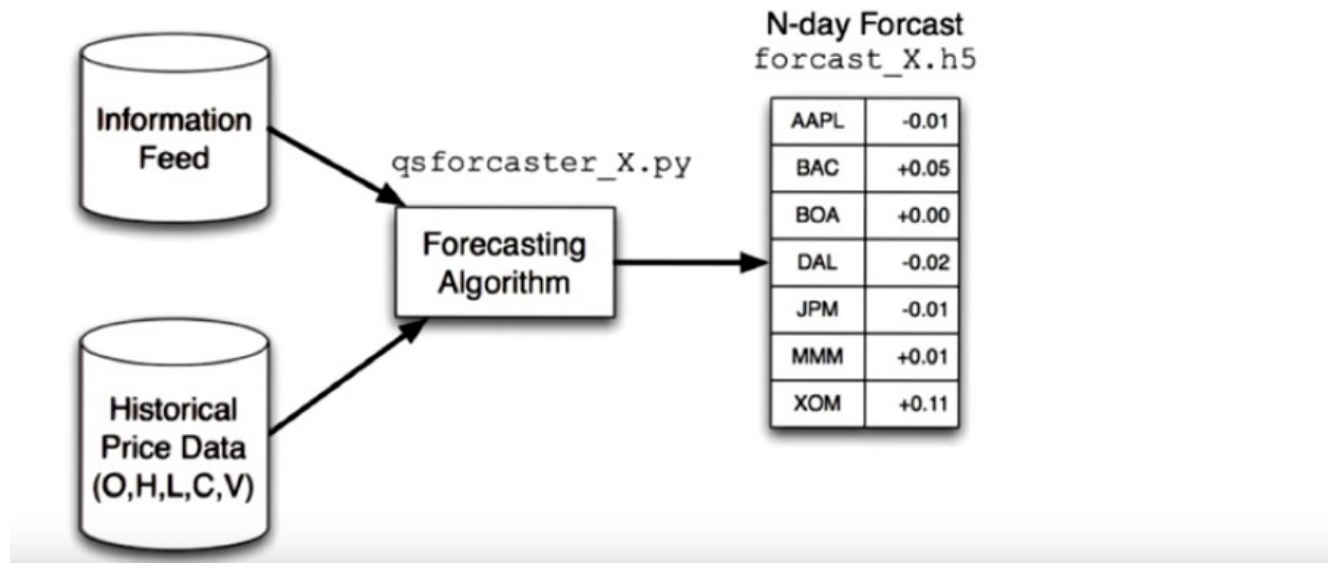 Information
Feed
Historical
Price Data
(O,H,L,C,V)
qsforcaster_X.py
Forecasting
Algorithm
N-day Forcast
forcast_X.h5
AAPL -0.01
BAC +0.05
BOA +0.00
DAL -0.02
JPM -0.01
MMM +0.01
XOM +0.11